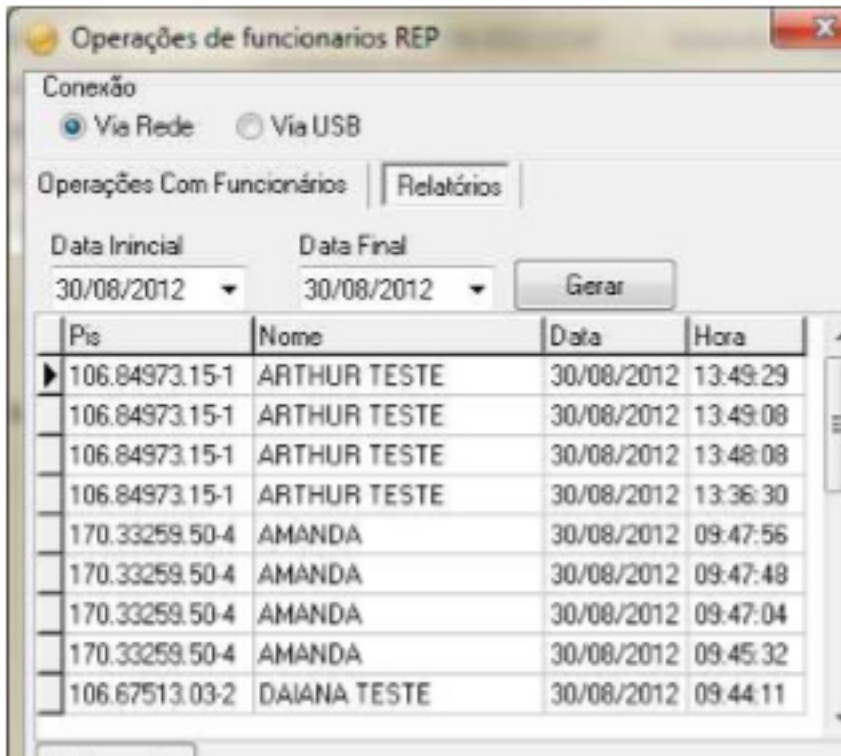 Operações de funcionarios REP
Conexão
Via Rede Via USB
Operações Com Funcionários Relatórios
Data Inincial Data Final
30/08/2012 30/08/2012 Gerar
Pis Nome Data Hora
106.84973.15-1 ARTHUR TESTE 30/08/2012 13:49:29
106.84973.15-1 ARTHUR TESTE 30/08/2012 13:49:08
106.84973.15-1 ARTHUR TESTE 30/08/2012 13:48:08
106.84973.15-1 ARTHUR TESTE 30/08/2012 13:36:30
170.33259.50-4 AMANDA 30/08/2012 09:47:56
170.33259.50-4 AMANDA 30/08/2012 09:47:48
170.33259.50-4 AMANDA 30/08/2012 09:47:04
170.33259.50-4 AMANDA 30/08/2012 09:45:32
106.67513.03-2 DAIANA TESTE 30/08/2012 09:44:11